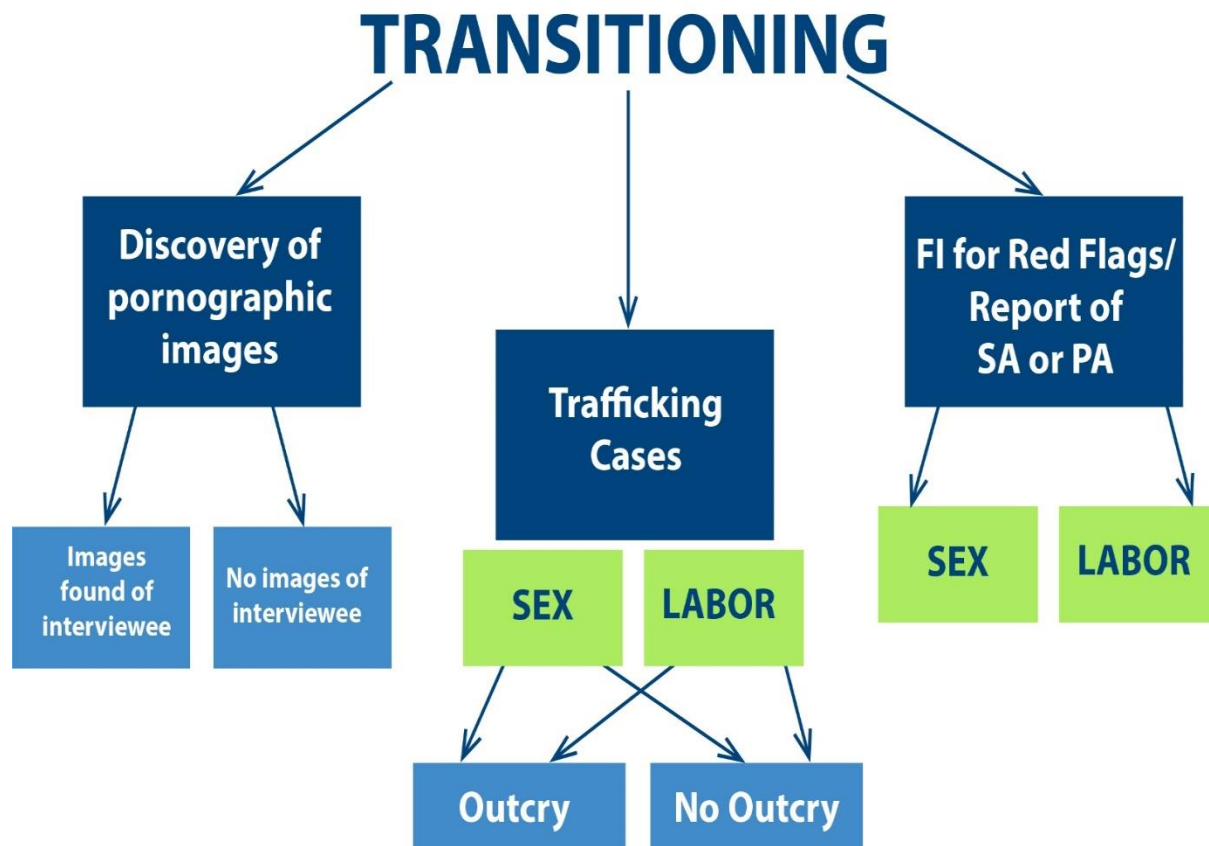 TRANSITIONING
Discovery of
pornographic
images
Images
found of
interviewee
No images of
interviewee
Trafficking
Cases
SEX
LABOR
Outcry
No Outcry
FI for Red Flags/
Report of
SA or PA
SEX
LABOR